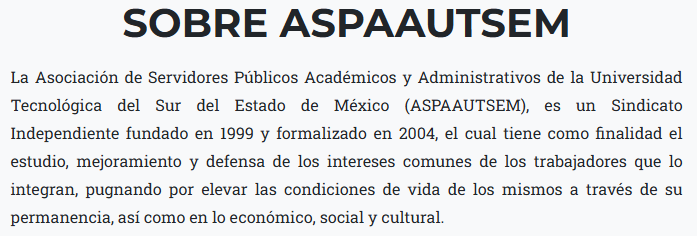 SOBRE ASPAAUTSEM
La Asociación de Servidores Públicos Académicos y Administrativos de la Universidad
Tecnológica del Sur del Estado de México (ASPAAUTSEM), es un Sindicato
Independiente fundado en 1999 y formalizado en 2004, el cual tiene como finalidad el
estudio, mejoramiento y defensa de los intereses comunes de los trabajadores que lo
integran, pugnando por elevar las condiciones de vida de los mismos a través de su
permanencia, así como en lo económico, social y cultural.